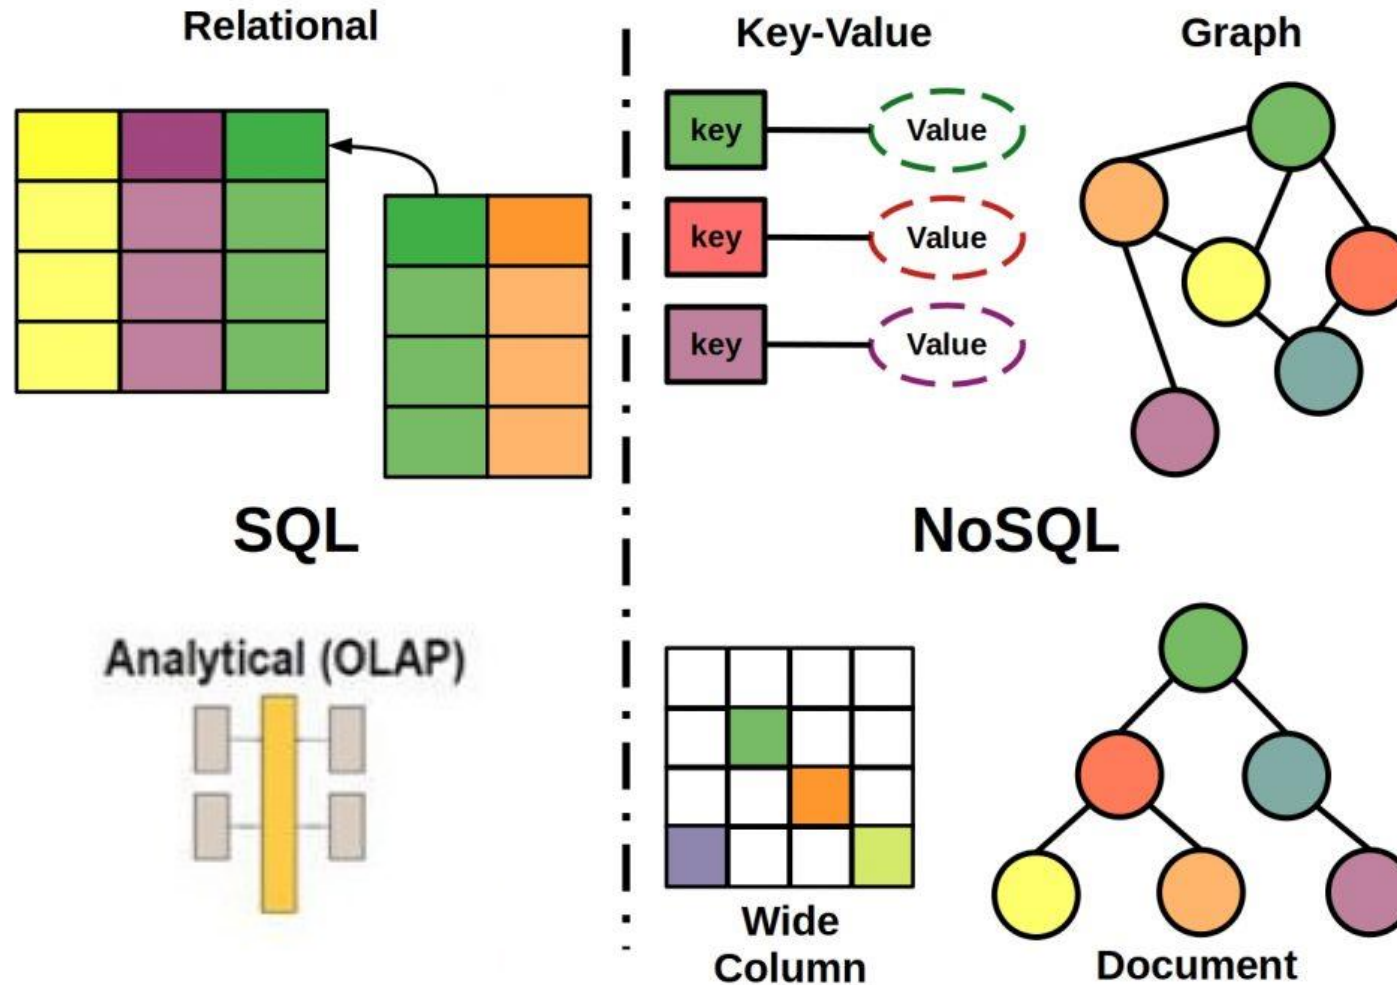 Relational
Key-Value
Graph
key
Value
key
Value
key
Value
SQL
NoSQL
Analytical (OLAP)
Wide
Column
Document